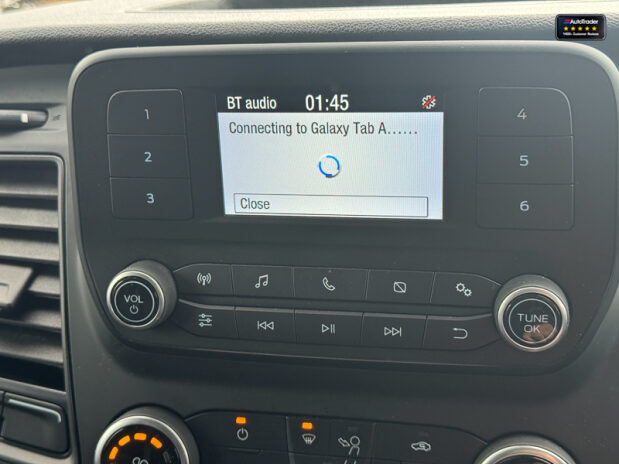 AutoTrader
BT audio 01:45
Connecting to Galaxy Tab A......
Close
1
2
3
4
5
6
VOL
TUNE
OK